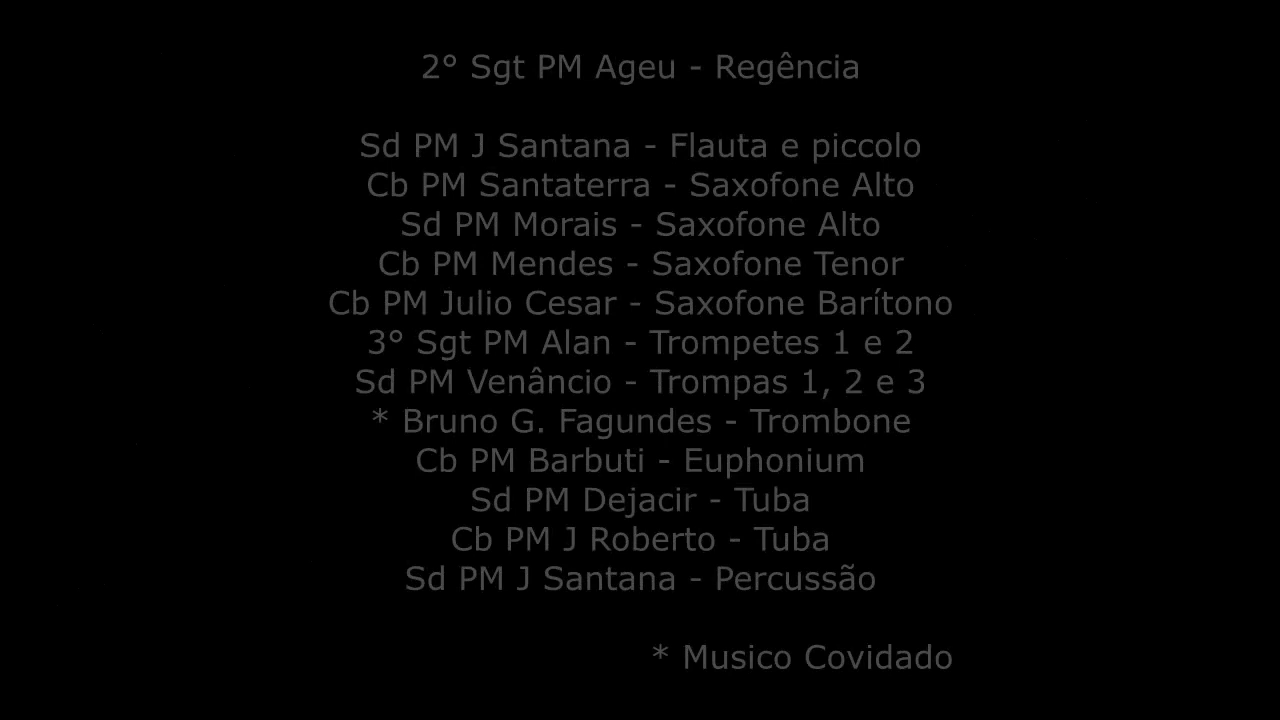 2° Sgt PM Ageu - Regência
Sd PM J Santana - Flauta e piccolo
Cb PM Santaterra - Saxofone Alto
Sd PM Morais - Saxofone Alto
Cb PM Mendes - Saxofone Tenor
Cb PM Julio Cesar - Saxofone Barítono
3° Sgt PM Alan - Trompetes 1 e 2
Sd PM Venâncio - Trompas 1, 2 e 3
* Bruno G. Fagundes - Trombone
Cb PM Barbuti - Euphonium
Sd PM Dejacir - Tuba
Cb PM J Roberto - Tuba
Sd PM J Santana - Percussão
* Musico Covidado